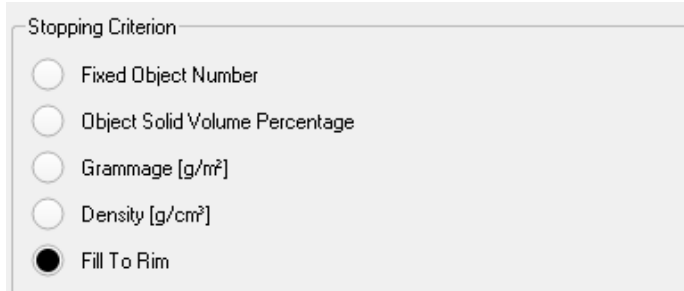 Stopping Criterion
Fixed Object Number
Object Solid Volume Percentage
Grammage [g/m²]
Density [g/cm³]
Fill To Rim